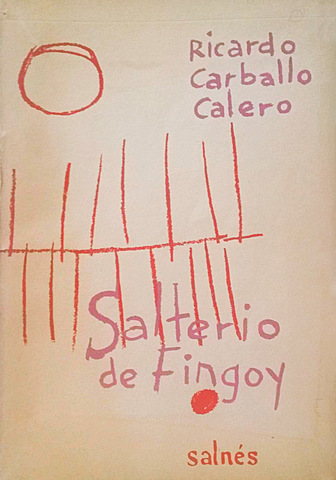 Ricardo
Carballo
Calero
Salterio
de Fingoy
salnés